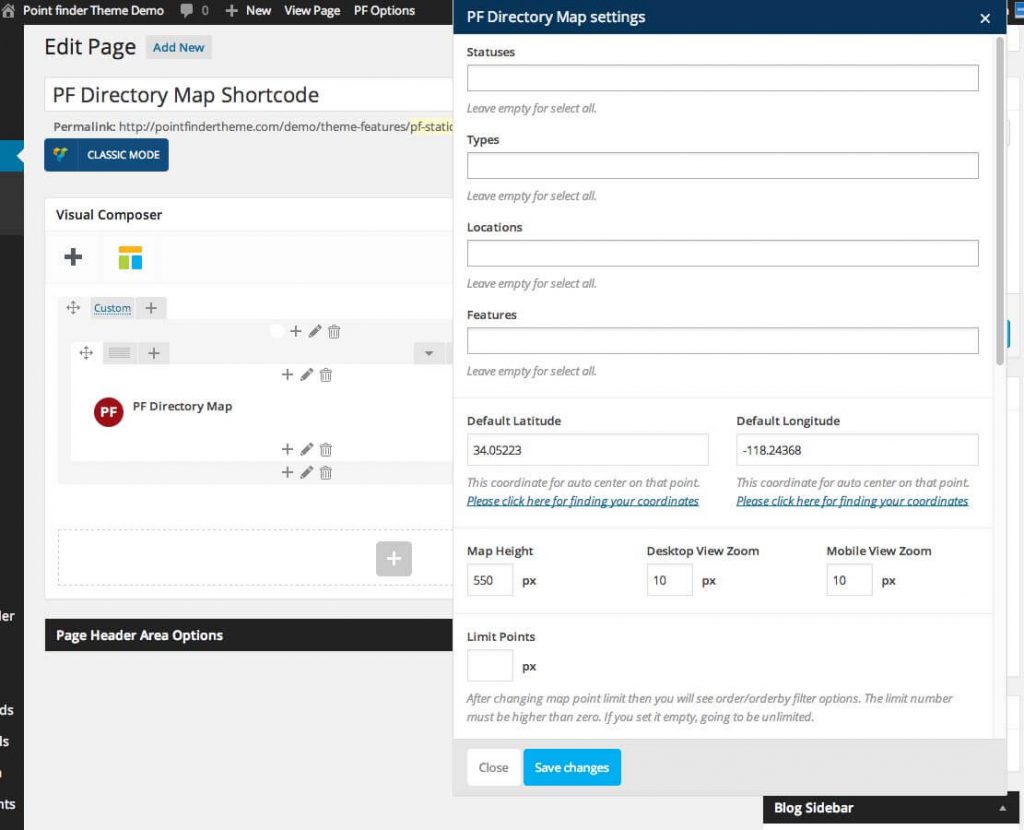 Point finder Theme Demo 0 + New View Page PF Options
Edit Page Add New
PF Directory Map Shortcode
Permalink: http://pointfindertheme.com/demo/theme-features/pf-static
CLASSIC MODE
Visual Composer
Custom
PF PF Directory Map
Page Header Area Options
PF Directory Map settings
Statuses
Leave empty for select all.
Types
Leave empty for select all.
Locations
Leave empty for select all.
Features
Leave empty for select all.
Default Latitude Default Longitude
34.05223 -118.24368
This coordinate for auto center on that point. This coordinate for auto center on that point.
Please click here for finding your coordinates Please click here for finding your coordinates
Map Height Desktop View Zoom Mobile View Zoom
550 px 10 px 10 px
Limit Points
px
After changing map point limit then you will see order/orderby filter options. The limit number
must be higher than zero. If you set it empty, going to be unlimited.
Close Save changes
Blog Sidebar